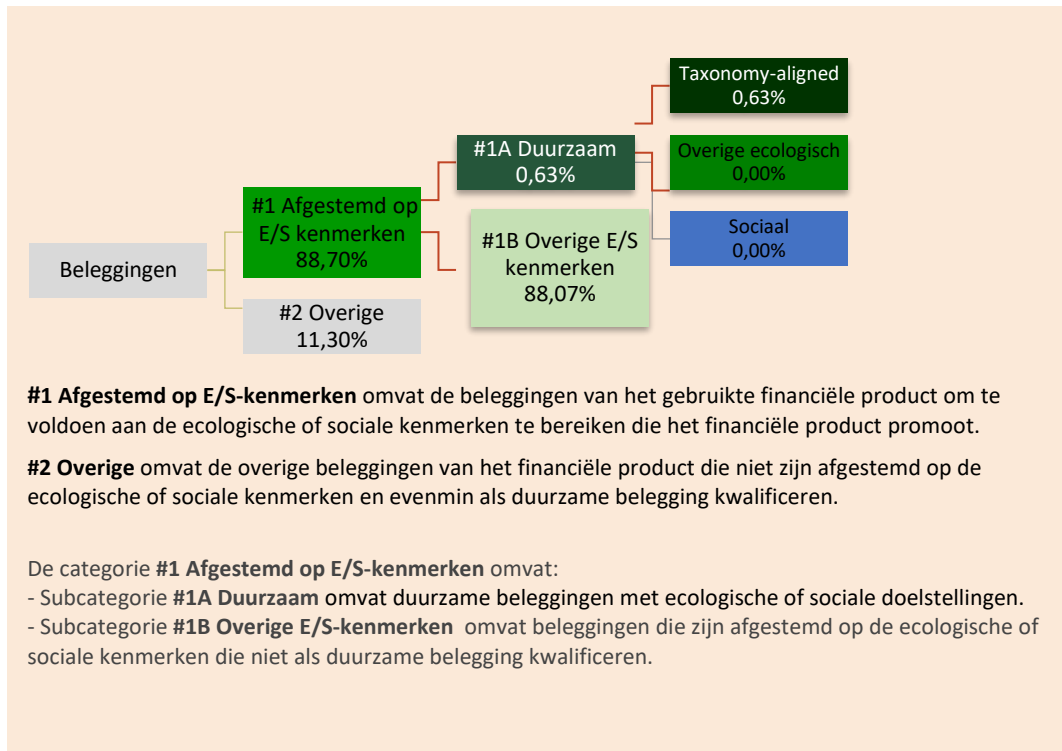 Taxonomy-aligned
0,63%
#1A Duurzaam
0,63%
Overige ecologisch
0,00%
#1 Afgestemd op
E/S kenmerken
88,70%
#1B Overige E/S
kenmerken
88,07%
Sociaal
0,00%
Beleggingen
#2 Overige
11,30%
#1 Afgestemd op E/S-kenmerken omvat de beleggingen van het gebruikte financiële product om te
voldoen aan de ecologische of sociale kenmerken te bereiken die het financiële product promoot.
#2 Overige omvat de overige beleggingen van het financiële product die niet zijn afgestemd op de
ecologische of sociale kenmerken en evenmin als duurzame belegging kwalificeren.
De categorie #1 Afgestemd op E/S-kenmerken omvat:
- Subcategorie #1A Duurzaam omvat duurzame beleggingen met ecologische of sociale doelstellingen.
- Subcategorie #1B Overige E/S-kenmerken omvat beleggingen die zijn afgestemd op de ecologische of
sociale kenmerken die niet als duurzame belegging kwalificeren.